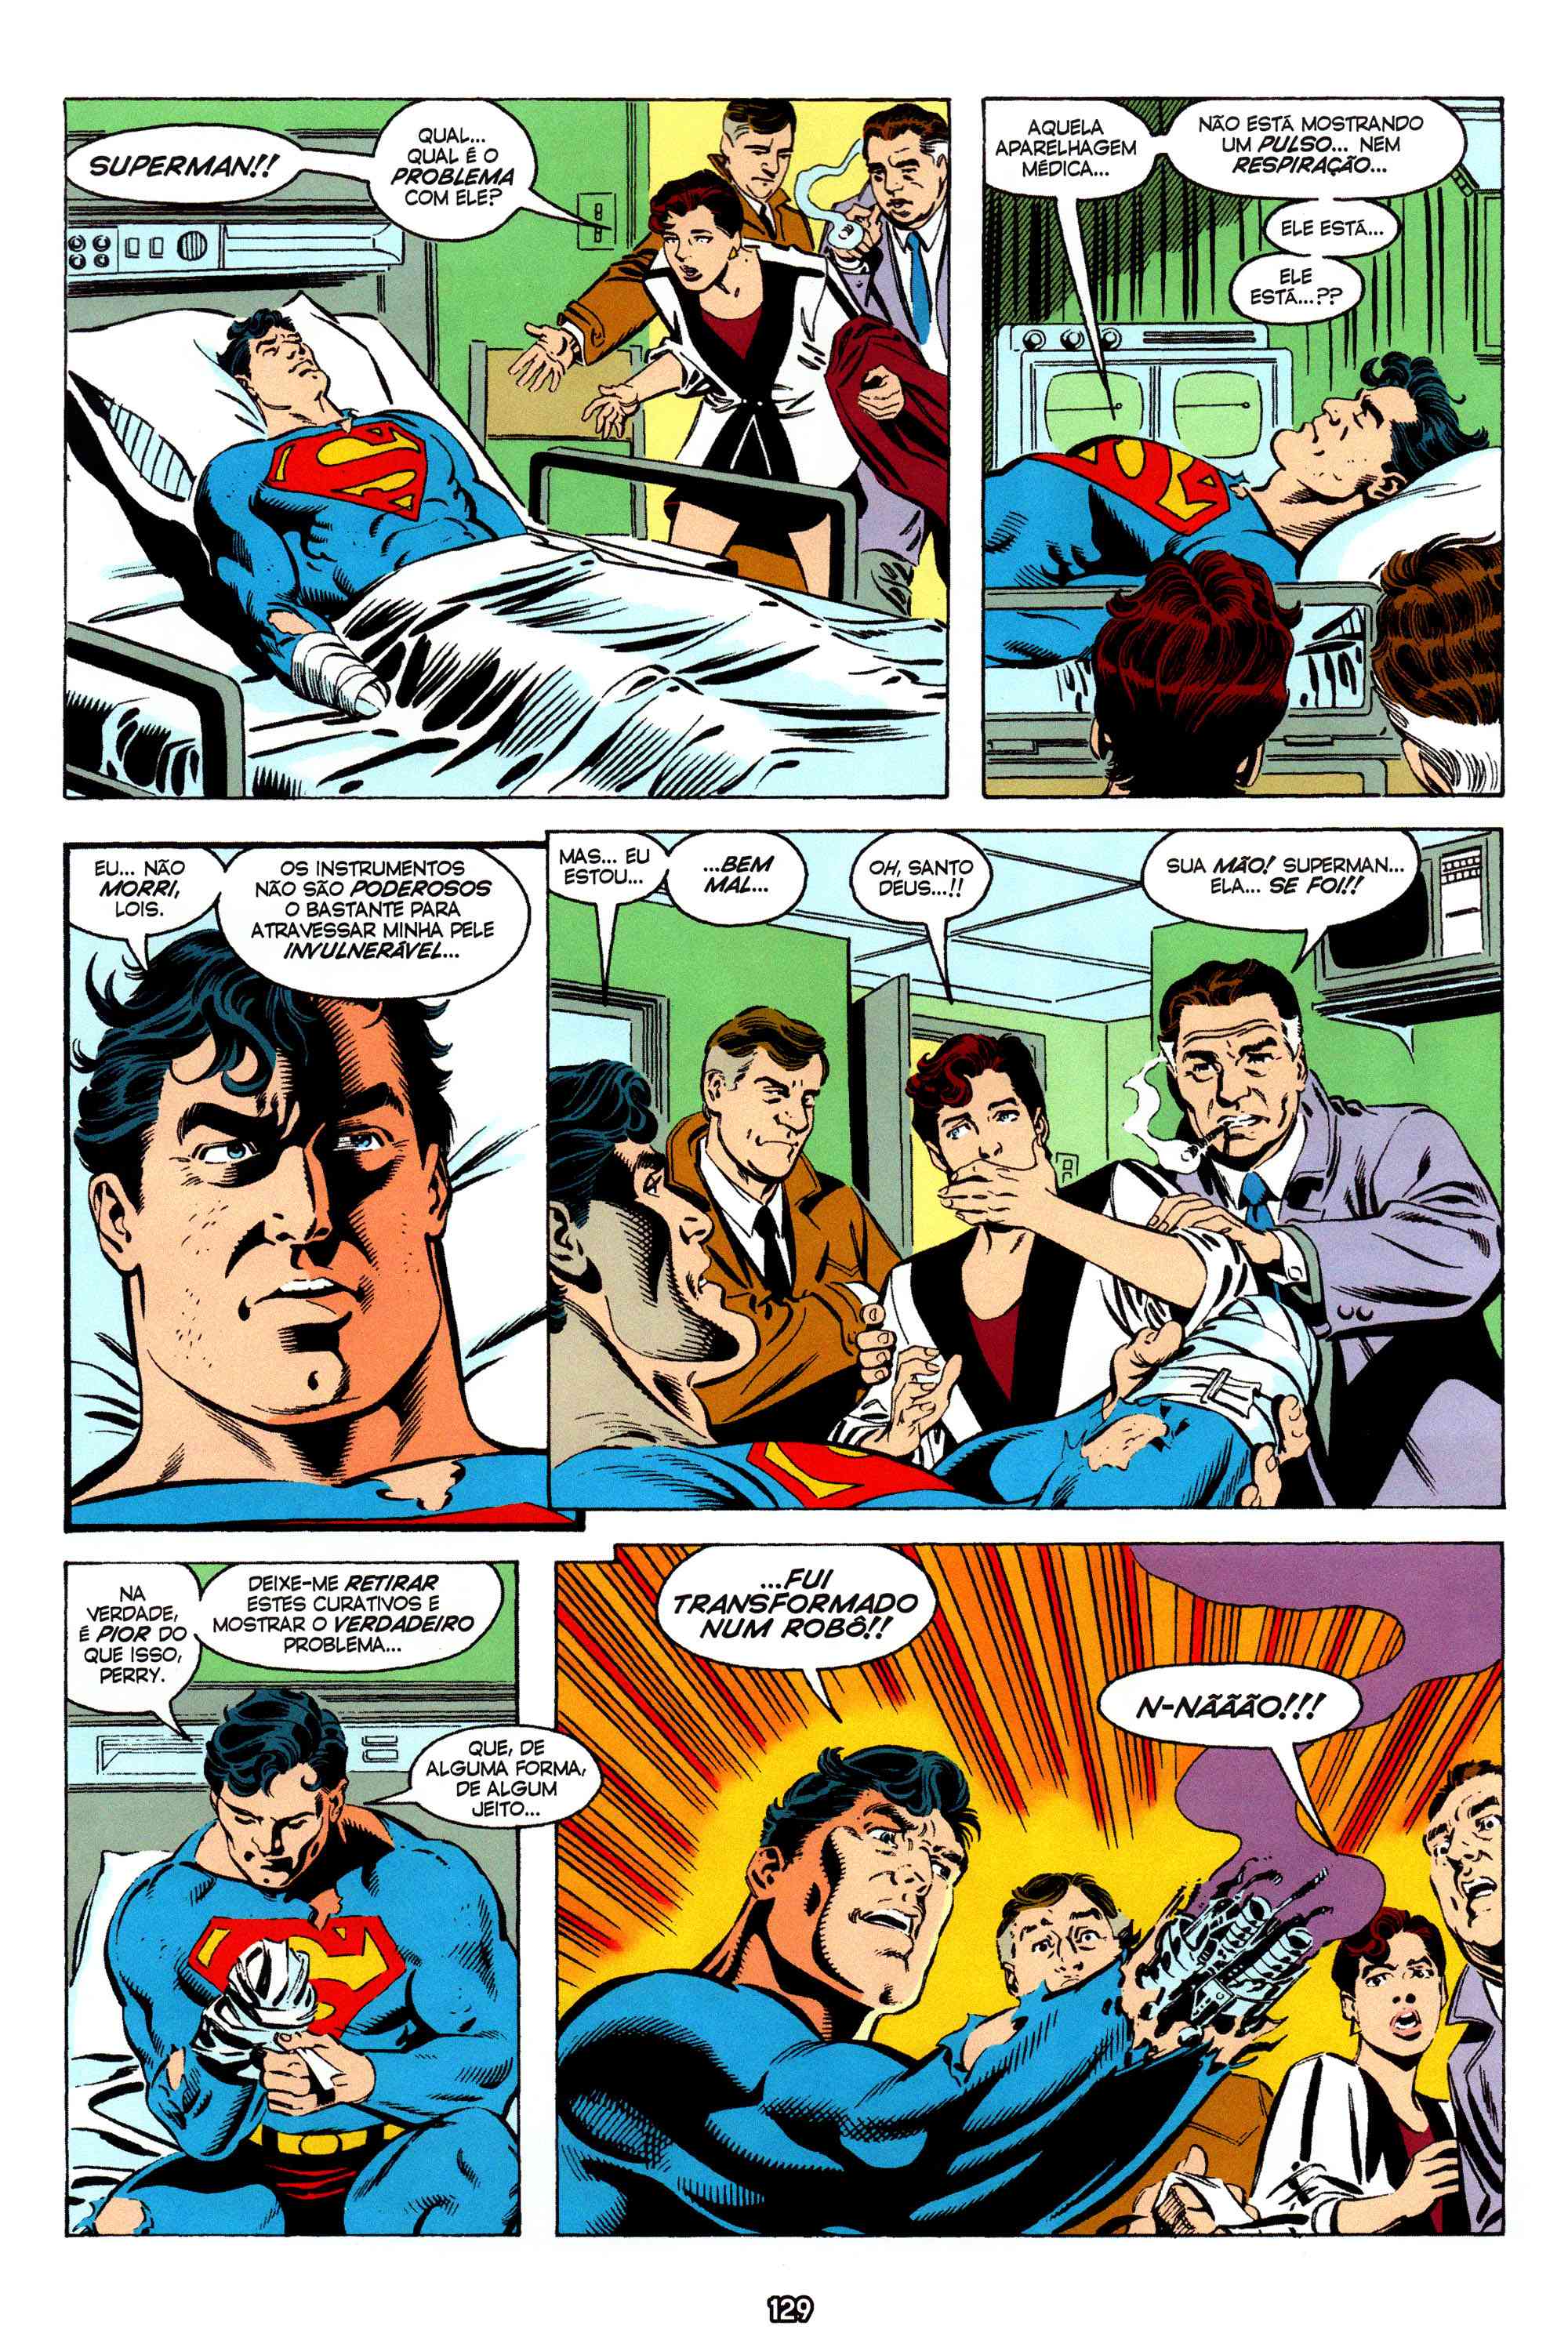 SUPERMAN!!
QUAL...
QUAL É O
PROBLEMA
COM ELE?
AQUELA
APARELHAGEM
MÉDICA...
NÃO ESTÁ MOSTRANDO
UM PULSO... NEM
RESPIRAÇÃO...
ELE ESTÁ...
ELE
ESTÁ...??
EU... NÃO
MORRI,
LOIS.
OS INSTRUMENTOS
NÃO SÃO PODEROSOS
O BASTANTE PARA
ATRAVESSAR MINHA PELE
INVULNERÁVEL...
MAS... EU
ESTOU...
...BEM
MAL...
OH, SANTO
DEUS...!!
SUA MÃO! SUPERMAN...
ELA... SE FOI!!
NA
VERDADE,
É PIOR DO
QUE ISSO,
PERRY.
DEIXE-ME RETIRAR
ESTES CURATIVOS E
MOSTRAR O VERDADEIRO
PROBLEMA...
QUE, DE
ALGUMA FORMA,
DE ALGUM
JEITO...
...FUI
TRANSFORMADO
NUM ROBÔ!!
N-NÃÃÃO!!!
129